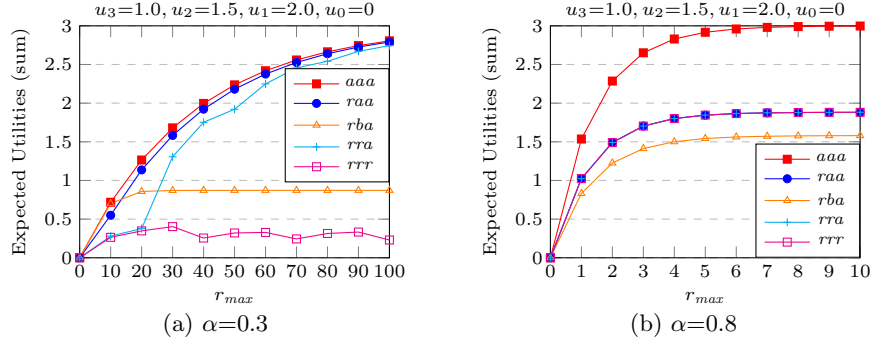 u3=1.0, u2=1.5, u1=2.0, u0=0
Expected Utilities (sum)
3
2.5
2
1.5
1
0.5
0
0 10 20 30 40 50 60 70 80 90 100
rmax
aaa
raa
rba
rra
rrr
(a) α=0.3
u3=1.0, u2=1.5, u1=2.0, u0=0
Expected Utilities (sum)
3
2.5
2
1.5
1
0.5
0
0 1 2 3 4 5 6 7 8 9 10
rmax
aaa
raa
rba
rra
rrr
(b) α=0.8